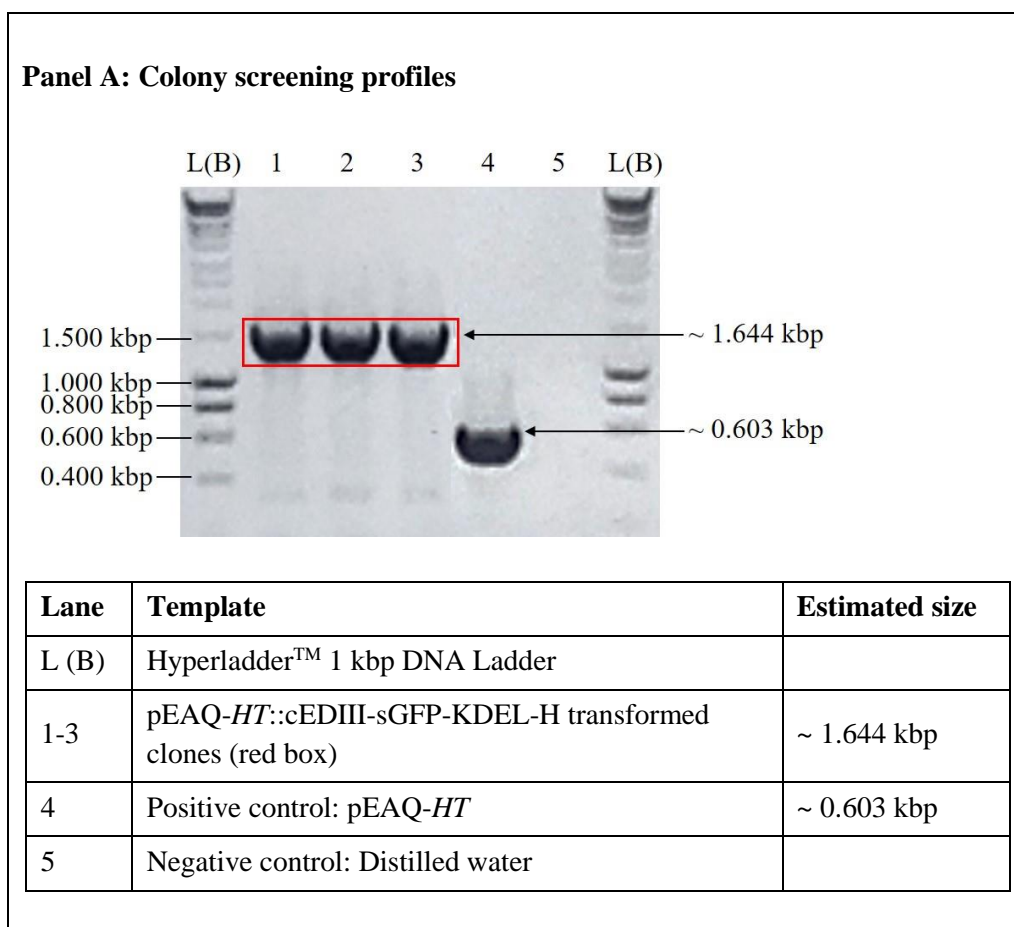 Panel A: Colony screening profiles
L(B) 1 2 3 4 5 L(B)
1.500 kbp
~ 1.644 kbp
1.000 kbp
0.800 kbp
0.600 kbp
~ 0.603 kbp
0.400 kbp
Lane Template Estimated size
L (B) Hyperladder™ 1 kbp DNA Ladder
1-3 pEAQ-HT::cEDIII-sGFP-KDEL-H transformed
clones (red box) ~ 1.644 kbp
4 Positive control: pEAQ-HT ~ 0.603 kbp
5 Negative control: Distilled water